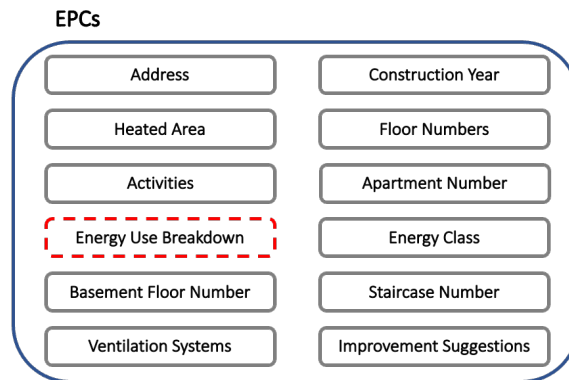 EPCs
Address
Construction Year
Heated Area
Floor Numbers
Activities
Apartment Number
Energy Use Breakdown
Energy Class
Basement Floor Number
Staircase Number
Ventilation Systems
Improvement Suggestions